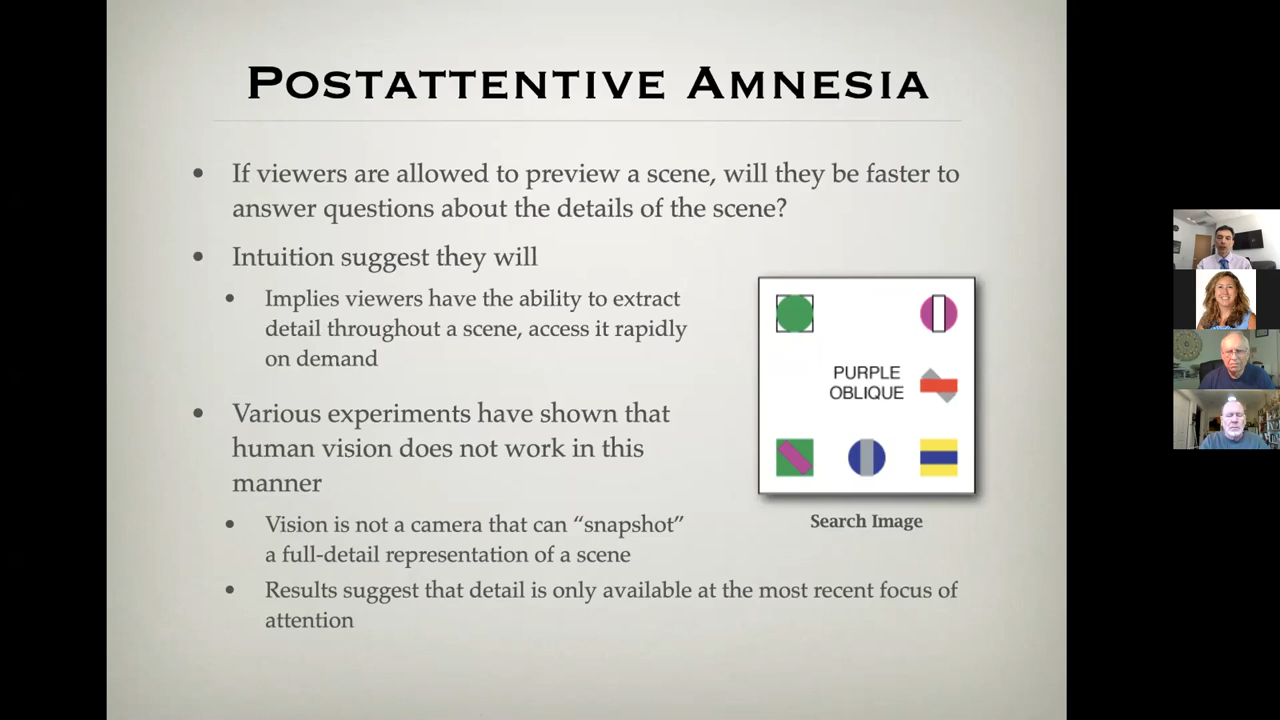 Postattentive Amnesia
• If viewers are allowed to preview a scene, will they be faster to
answer questions about the details of the scene?
• Intuition suggest they will
• Implies viewers have the ability to extract
detail throughout a scene, access it rapidly
on demand
• Various experiments have shown that
human vision does not work in this
manner
• Vision is not a camera that can “snapshot”
a full-detail representation of a scene
• Results suggest that detail is only available at the most recent focus of
attention
PURPLE
OBLIQUE
Search Image